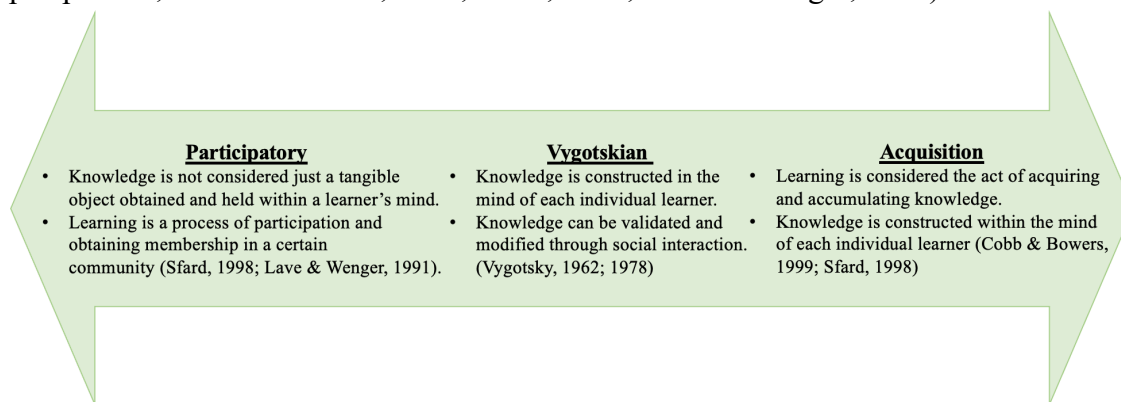 Participatory
• Knowledge is not considered just a tangible
object obtained and held within a learner's mind.
• Learning is a process of participation and
obtaining membership in a certain
community (Sfard, 1998; Lave & Wenger, 1991).
Vygotskian
• Knowledge is constructed in the
mind of each individual learner.
• Knowledge can be validated and
modified through social interaction.
(Vygotsky, 1962; 1978)
Acquisition
• Learning is considered the act of acquiring
and accumulating knowledge.
• Knowledge is constructed within the mind
of each individual learner (Cobb & Bowers,
1999; Sfard, 1998)